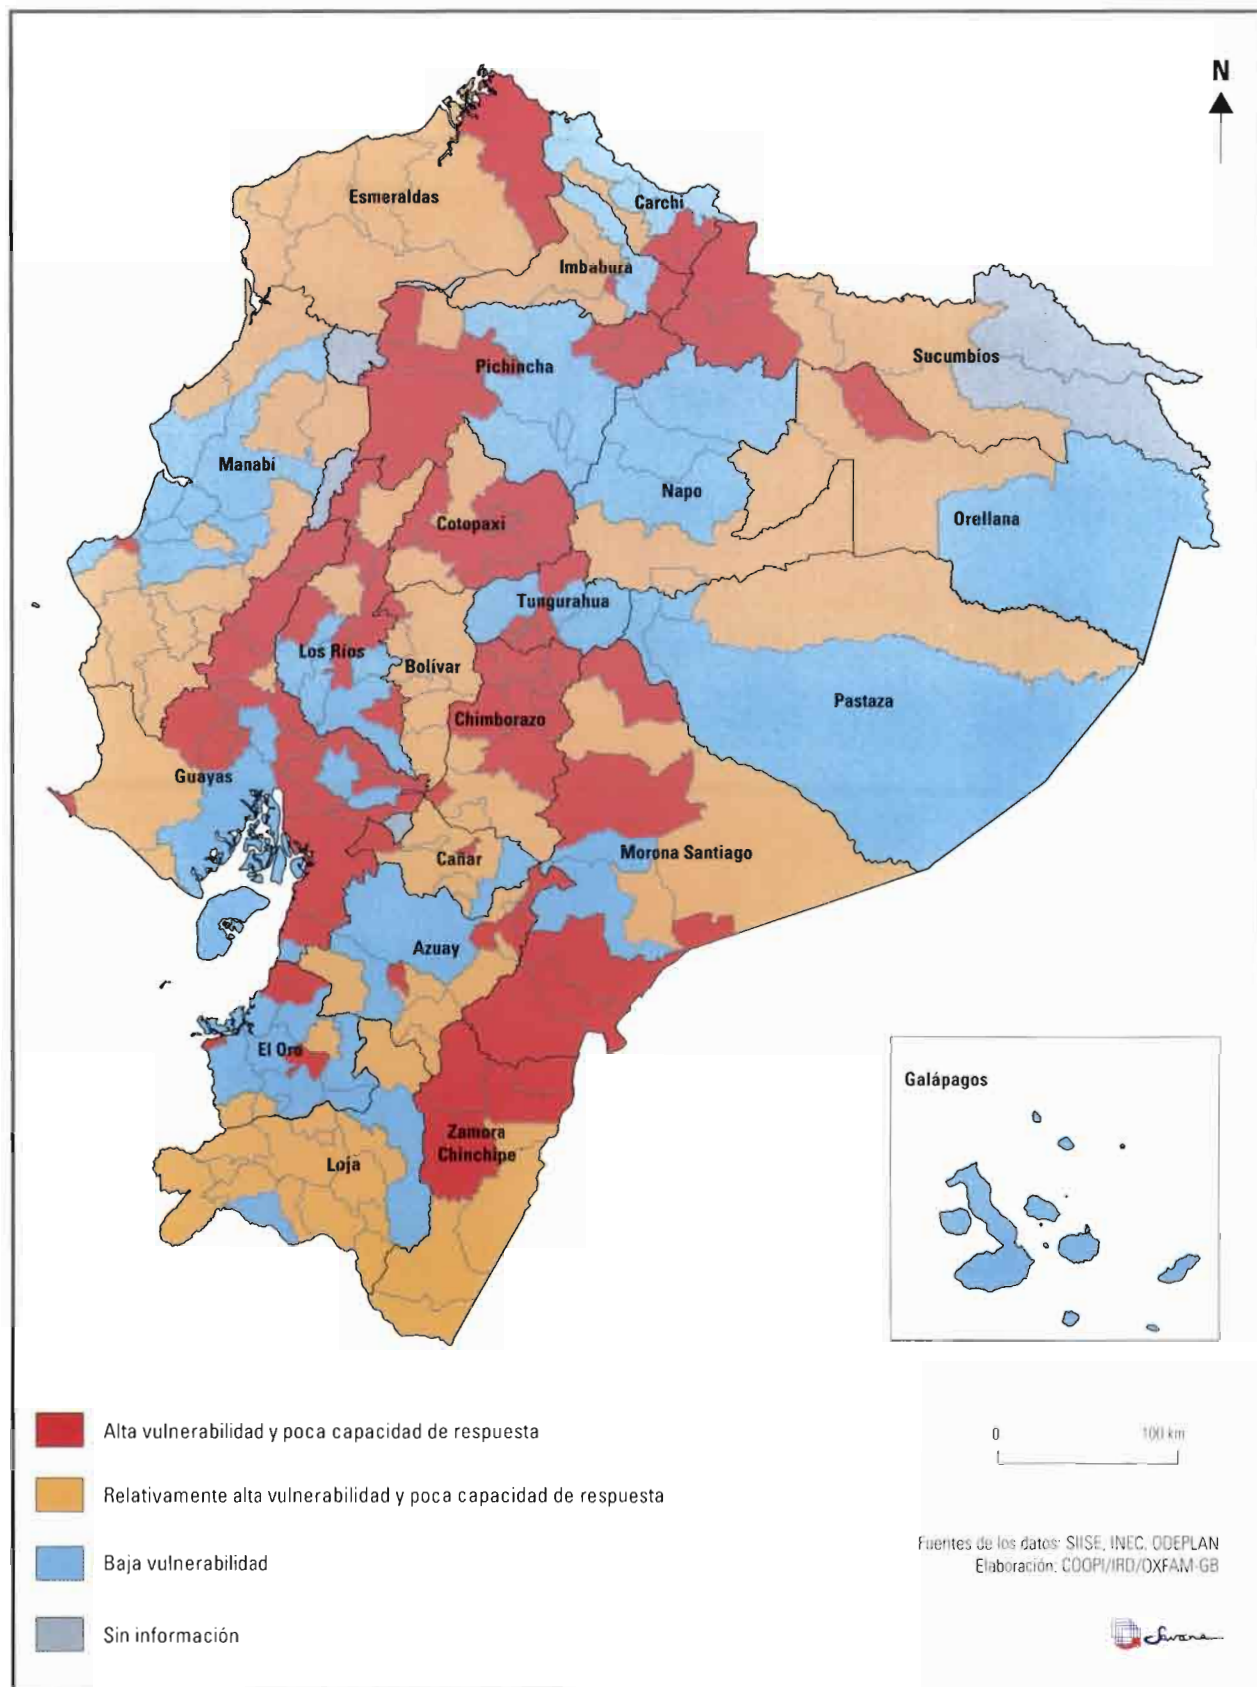 N
Esmeraldas
Carchi
Imbabura
Sucumbios
Pichincha
Manabí
Napo
Cotopaxi
Orellana
Tungurahua
Los Ríos
Bolívar
Pastaza
Chimborazo
Guayas
Cañar
Morona Santiago
Azuay
El Oro
Galápagos
Zamora
Chinchipe
Loja
Alta vulnerabilidad y poca capacidad de respuesta
0 100 km
Relativamente alta vulnerabilidad y poca capacidad de respuesta
Fuentes de los datos: SIISE, INEC, ODEPLAN
Elaboración: COOPI/IRD/OXFAM-GB
Baja vulnerabilidad
Sin información
Savane